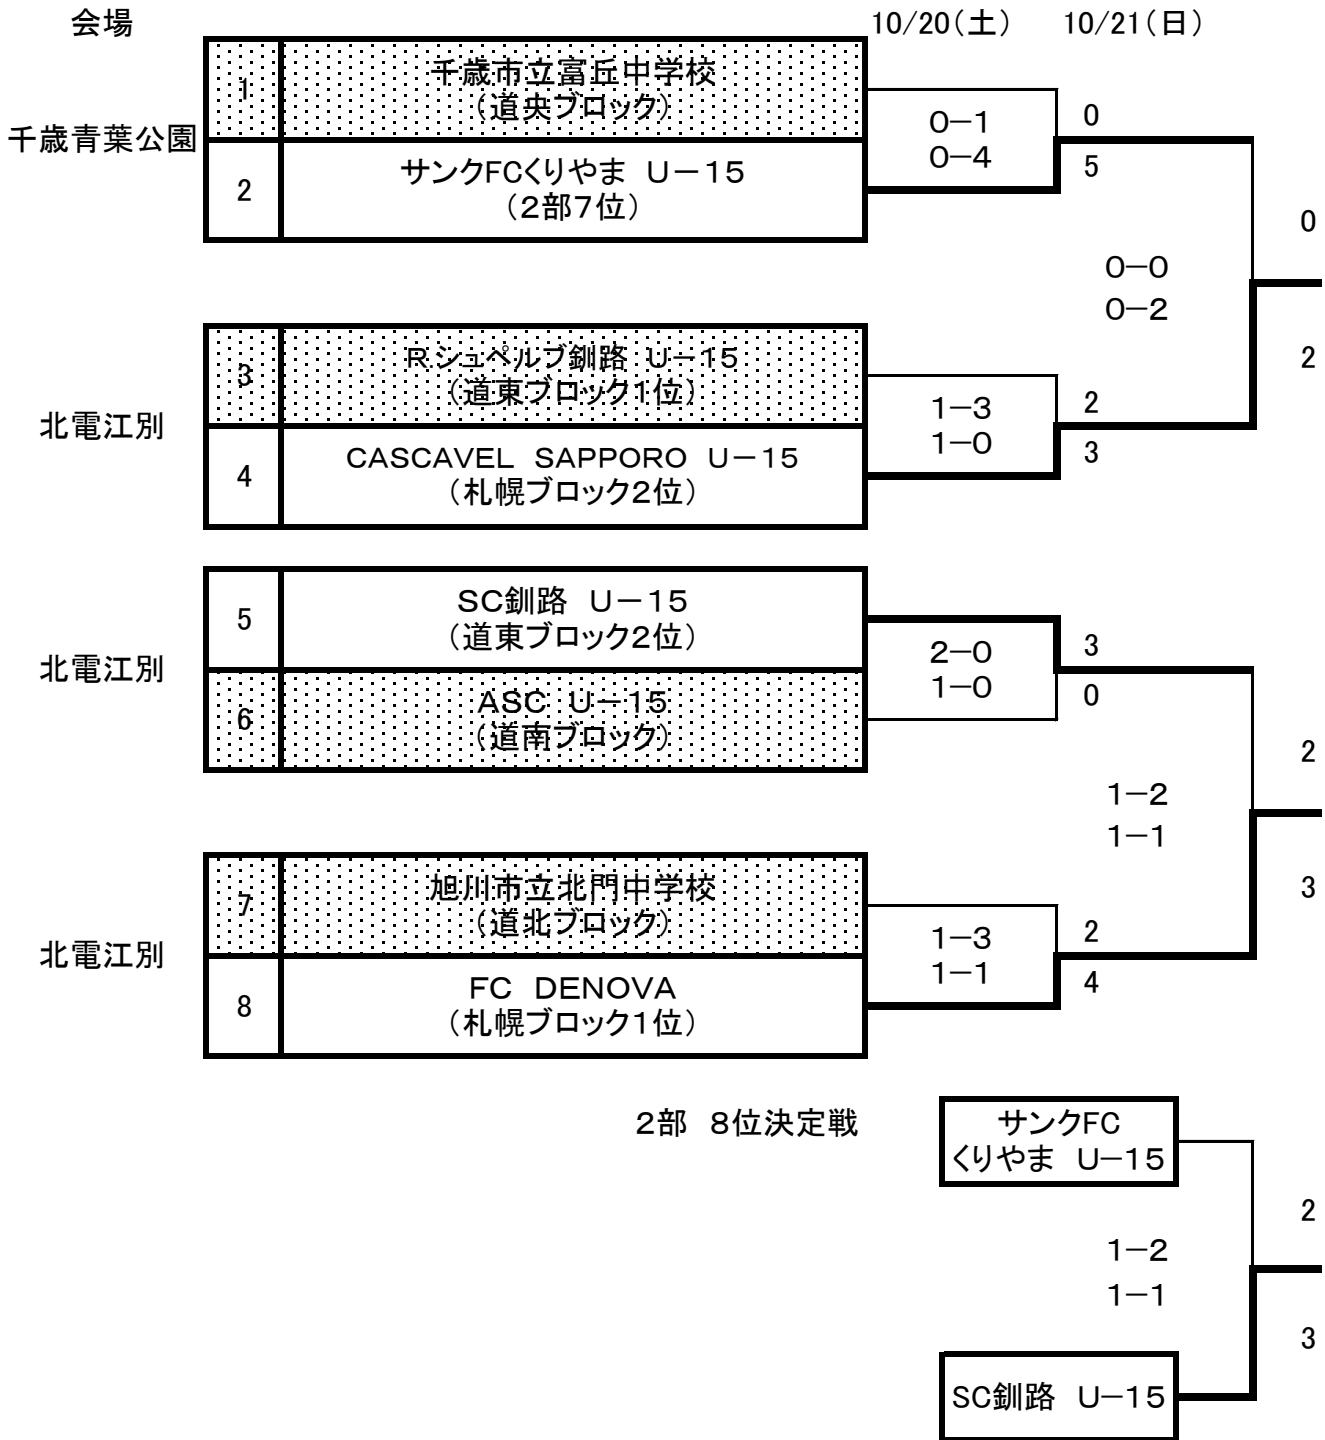 会場
10/20(土)
10/21(日)
1
千歳市立富丘中学校
(道央ブロック)
千歳青葉公園
0−1
0−4
0
5
2
サンクFCくりやま U−15
(2部7位)
0
0−0
0−2
2
3
R.シュペルブ釧路 U−15
(道東ブロック1位)
北電江別
1−3
1−0
2
3
4
CASCAVEL SAPPORO U−15
(札幌ブロック2位)
5
SC釧路 U−15
(道東ブロック2位)
北電江別
2−0
1−0
3
0
6
ASC U−15
(道南ブロック)
2
1−2
1−1
3
7
旭川市立北門中学校
(道北ブロック)
北電江別
1−3
1−1
2
4
8
FC DENOVA
(札幌ブロック1位)
2部 8位決定戦
サンクFC
くりやま U−15
2
1−2
1−1
3
SC釧路 U−15